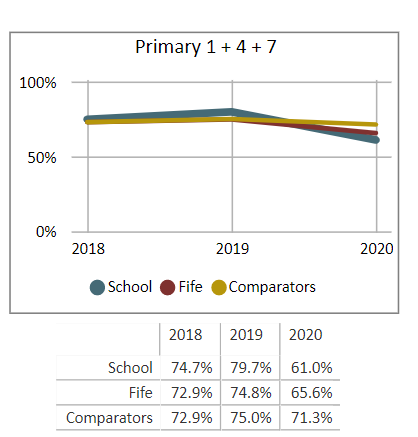 Primary 1 + 4 + 7
100%
50%
0%
2018 2019 2020
School Fife Comparators
2018 2019 2020
School 74.7% 79.7% 61.0%
Fife 72.9% 74.8% 65.6%
Comparators 72.9% 75.0% 71.3%